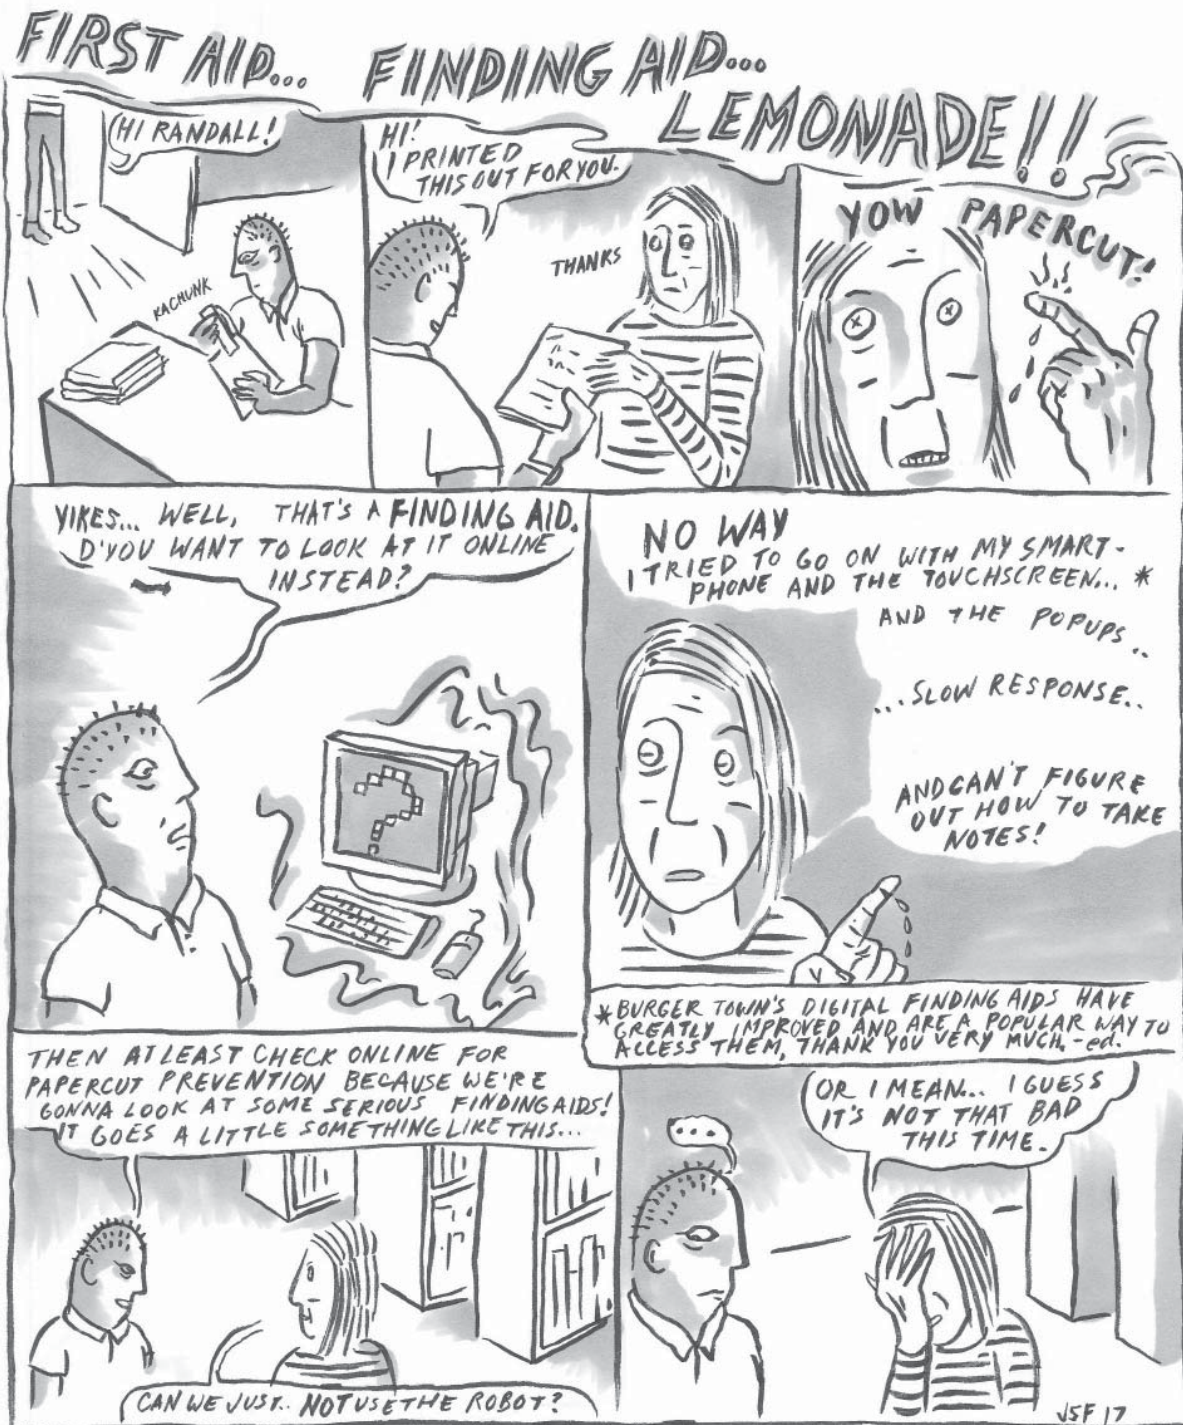 FIRST AID...
FINDING AID...
LEMONADE!!
HI RANDALL!
KACHUNK
HI!
I PRINTED
THIS OUT FOR YOU.
THANKS
YOW PAPERCUT!
YIKES... WELL, THAT'S A FINDING AID.
D'YOU WANT TO LOOK AT IT ONLINE
INSTEAD?
NO WAY
I TRIED TO GO ON WITH MY SMART-
PHONE AND THE TOUCHSCREEN... *
AND THE POPUPS..
...SLOW RESPONSE..
AND CAN'T FIGURE
OUT HOW TO TAKE
NOTES!
* BURGER TOWN'S DIGITAL FINDING AIDS HAVE
GREATLY IMPROVED AND ARE A POPULAR WAY TO
ACCESS THEM, THANK YOU VERY MUCH. -ed.
THEN AT LEAST CHECK ONLINE FOR
PAPERCUT PREVENTION BECAUSE WE'RE
GONNA LOOK AT SOME SERIOUS FINDING AIDS!
IT GOES A LITTLE SOMETHING LIKE THIS...
CAN WE JUST.. NOT USE THE ROBOT?
...
OR I MEAN... I GUESS
IT'S NOT THAT BAD
THIS TIME.
JSF 17